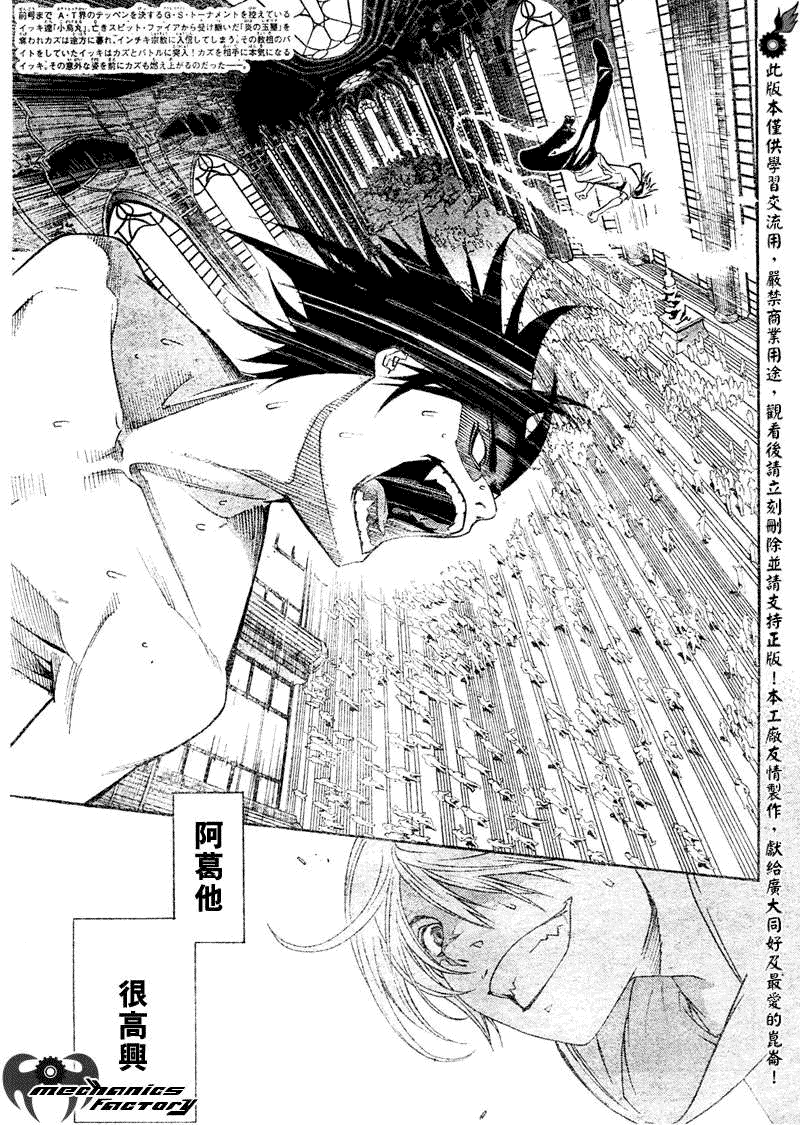 前号まで A・T界のテッペンを決するG・S・トーナメントを控えている
イッキ達「小烏丸」。亡きスピット・ファイアから受け継いだ「炎の玉璽」を
奪われカズは途方に暮れ、インチキ宗教に入信してしまう。その教祖のバ
イトをしていたイッキはカズとバトルに突入！カズを相手に本気になる
イッキ。その意外な姿を前にカズも燃え上がるのだった——。
此版本僅供學習交流用，嚴禁商業用途，觀看後請立刻刪除並請支持正版！本工廠友情製作，獻給廣大同好及最愛的崑崙！
阿葛他
很高興
mechanics
Factory